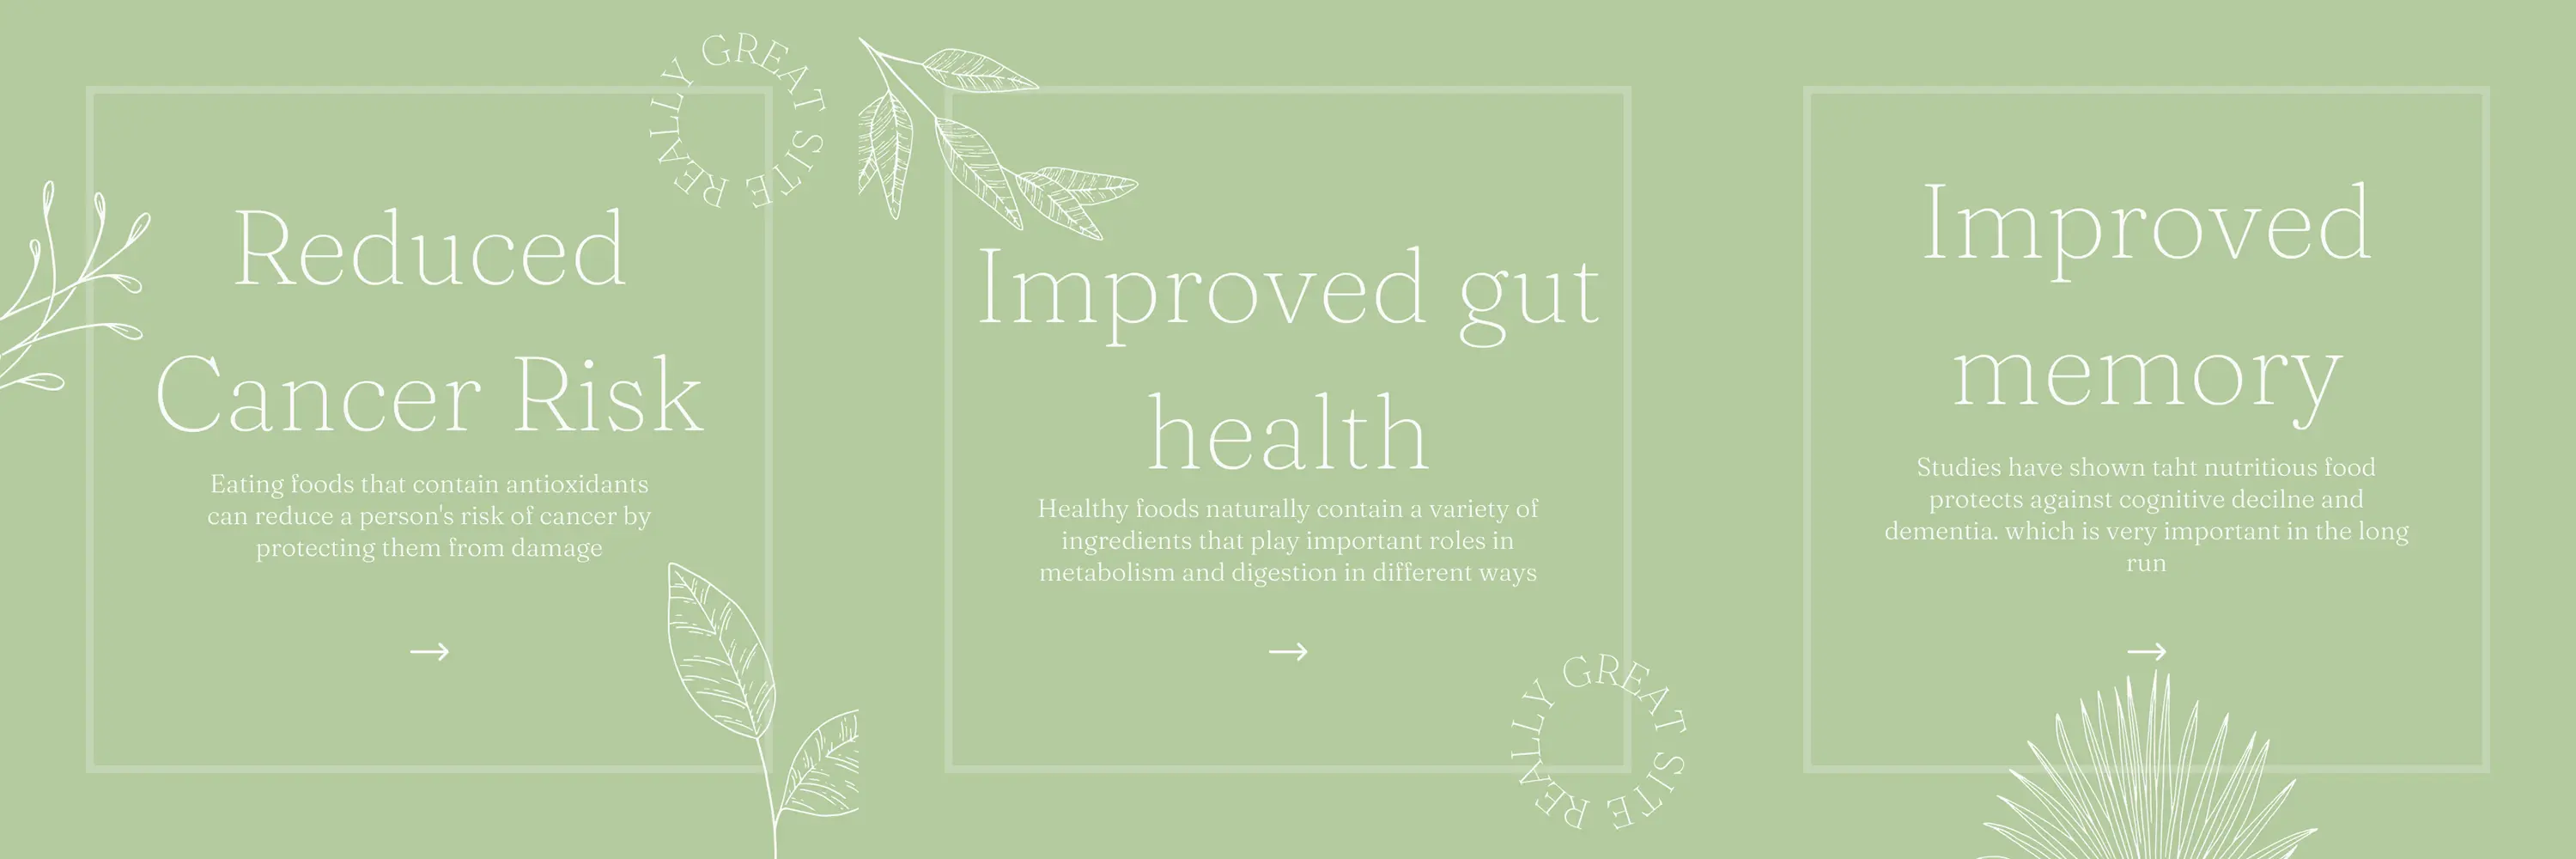 REALLY GREAT SITE
Reduced
Cancer Risk
Eating foods that contain antioxidants
can reduce a person's risk of cancer by
protecting them from damage
→
Improved gut
health
Healthy foods naturally contain a variety of
ingredients that play important roles in
metabolism and digestion in different ways
→
REALLY GREAT SITE
Improved
memory
Studies have shown taht nutritious food
protects against cognitive decilne and
dementia. which is very important in the long
run
→